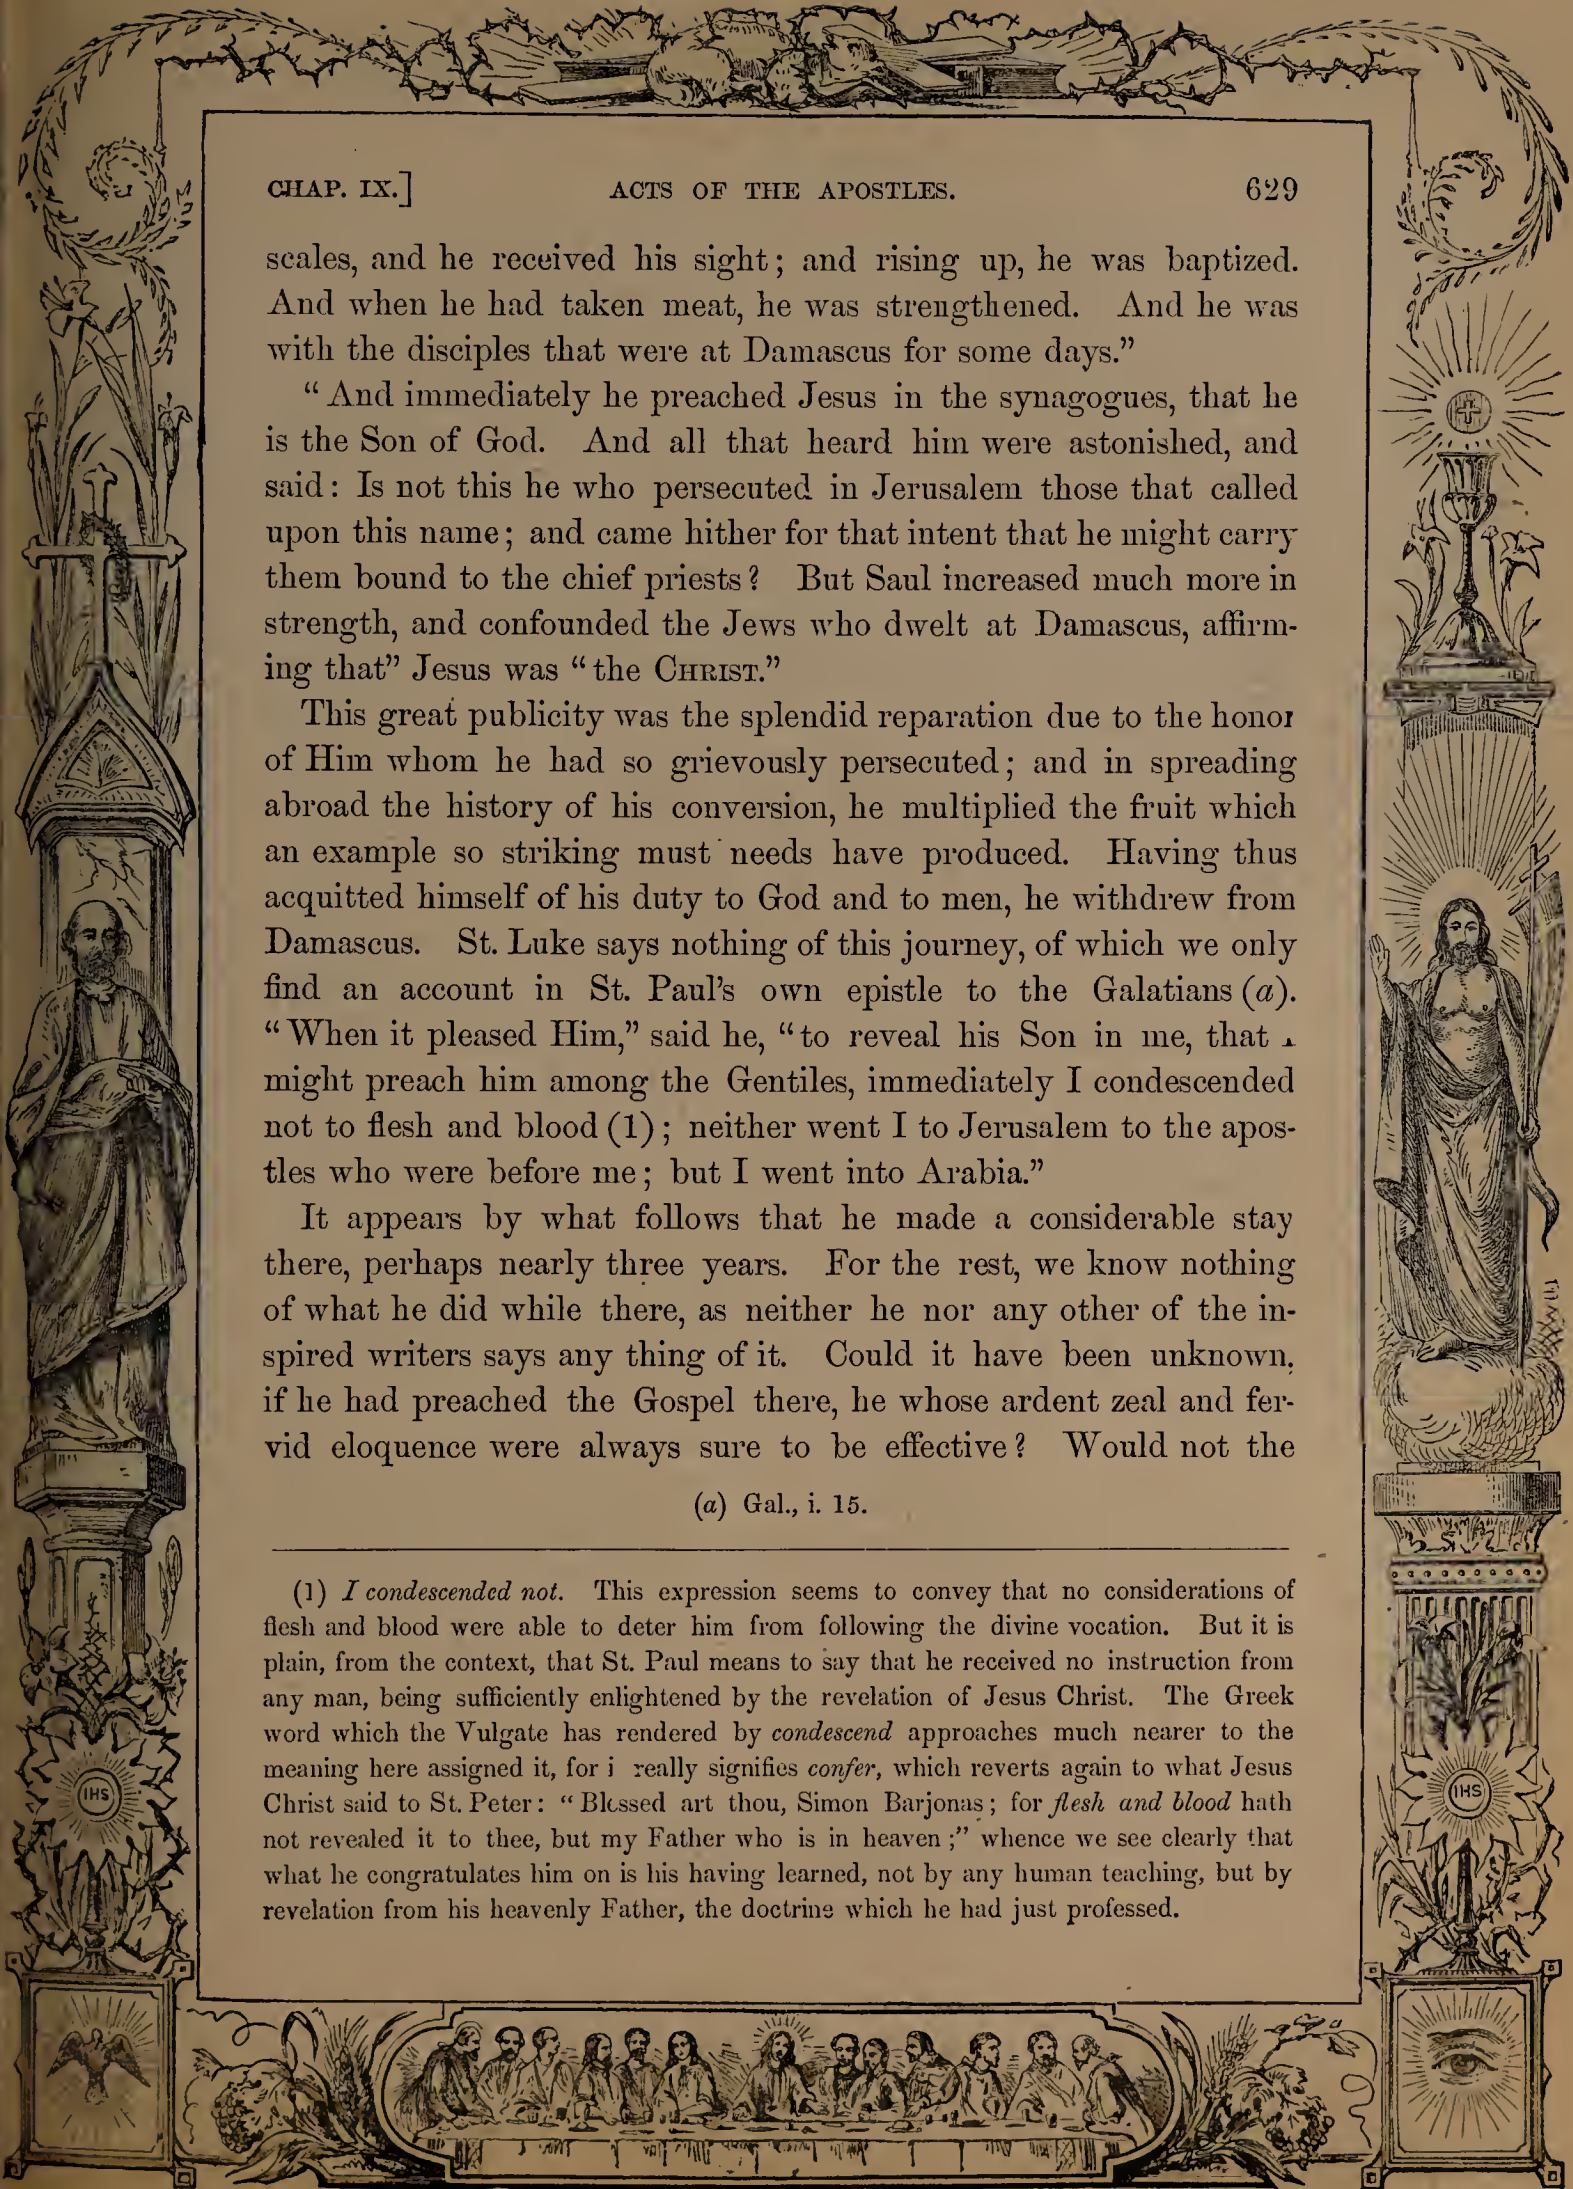 CHAP. IX.] ACTS OF THE APOSTLES. 629
scales, and he received his sight; and rising up, he was baptized.
And when he had taken meat, he was strengthened. And he was
with the disciples that were at Damascus for some days.”
“And immediately he preached Jesus in the synagogues, that he
is the Son of God. And all that heard him were astonished, and
said: Is not this he who persecuted in Jerusalem those that called
upon this name; and came hither for that intent that he might carry
them bound to the chief priests? But Saul increased much more in
strength, and confounded the Jews who dwelt at Damascus, affirm-
ing that” Jesus was “the CHRIST.”
This great publicity was the splendid reparation due to the honor
of Him whom he had so grievously persecuted; and in spreading
abroad the history of his conversion, he multiplied the fruit which
an example so striking must needs have produced. Having thus
acquitted himself of his duty to God and to men, he withdrew from
Damascus. St. Luke says nothing of this journey, of which we only
find an account in St. Paul’s own epistle to the Galatians (a).
“When it pleased Him,” said he, “to reveal his Son in me, that
might preach him among the Gentiles, immediately I condescended
not to flesh and blood (1); neither went I to Jerusalem to the apos-
tles who were before me; but I went into Arabia.”
It appears by what follows that he made a considerable stay
there, perhaps nearly three years. For the rest, we know nothing
of what he did while there, as neither he nor any other of the in-
spired writers says any thing of it. Could it have been unknown,
if he had preached the Gospel there, he whose ardent zeal and fer-
vid eloquence were always sure to be effective? Would not the
(a) Gal., i. 15.
(1) I condescended not. This expression seems to convey that no considerations of
flesh and blood were able to deter him from following the divine vocation. But it is
plain, from the context, that St. Paul means to say that he received no instruction from
any man, being sufficiently enlightened by the revelation of Jesus Christ. The Greek
word which the Vulgate has rendered by condescend approaches much nearer to the
meaning here assigned it, for i really signifies confer, which reverts again to what Jesus
Christ said to St. Peter: “Blessed art thou, Simon Barjonas; for flesh and blood hath
not revealed it to thee, but my Father who is in heaven;” whence we see clearly that
what he congratulates him on is his having learned, not by any human teaching, but by
revelation from his heavenly Father, the doctrine which he had just professed.
IHS
IHS